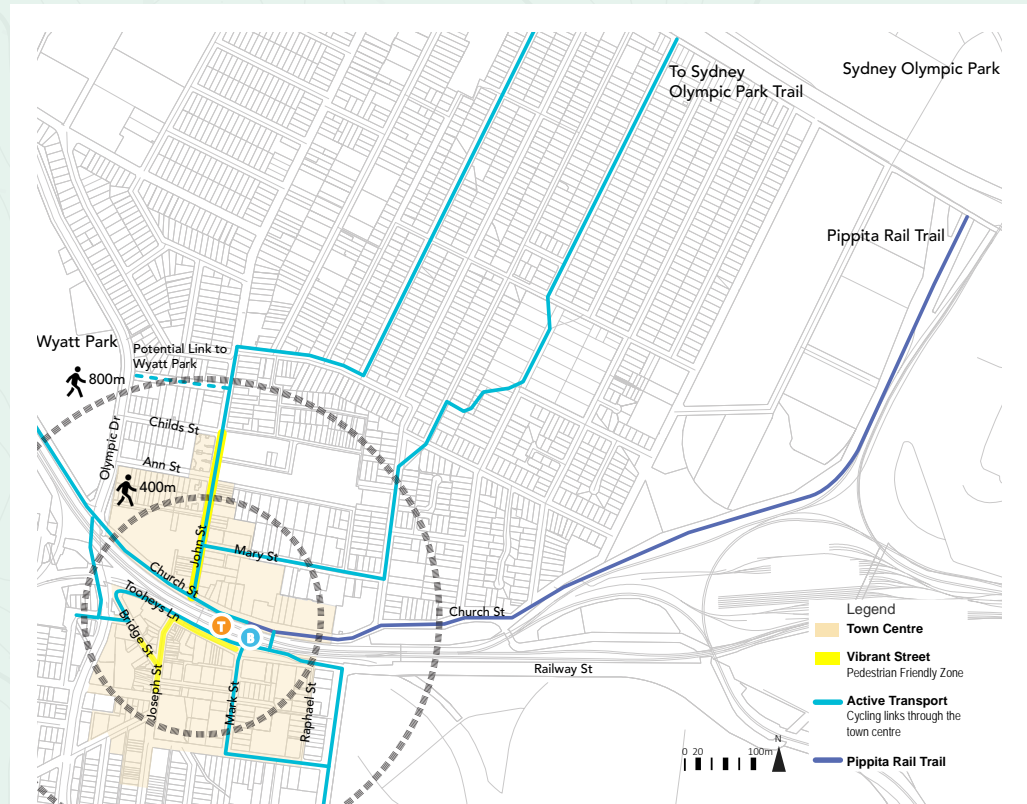 Sydney Olympic Park
To Sydney
Olympic Park Trail
Pippita Rail Trail
Wyatt Park
Potential Link to
Wyatt Park
800m
Childs St
Olympic Dr
Ann St
400m
John St
Mary St
Church St
Tooheys Ln
Bridge St
T
B
Church St
Joseph St
Mark St
Raphael St
Railway St
Legend
Town Centre
Vibrant Street
Pedestrian Friendly Zone
Active Transport
Cycling links through the
town centre
Pippita Rail Trail
N
0 20 100m